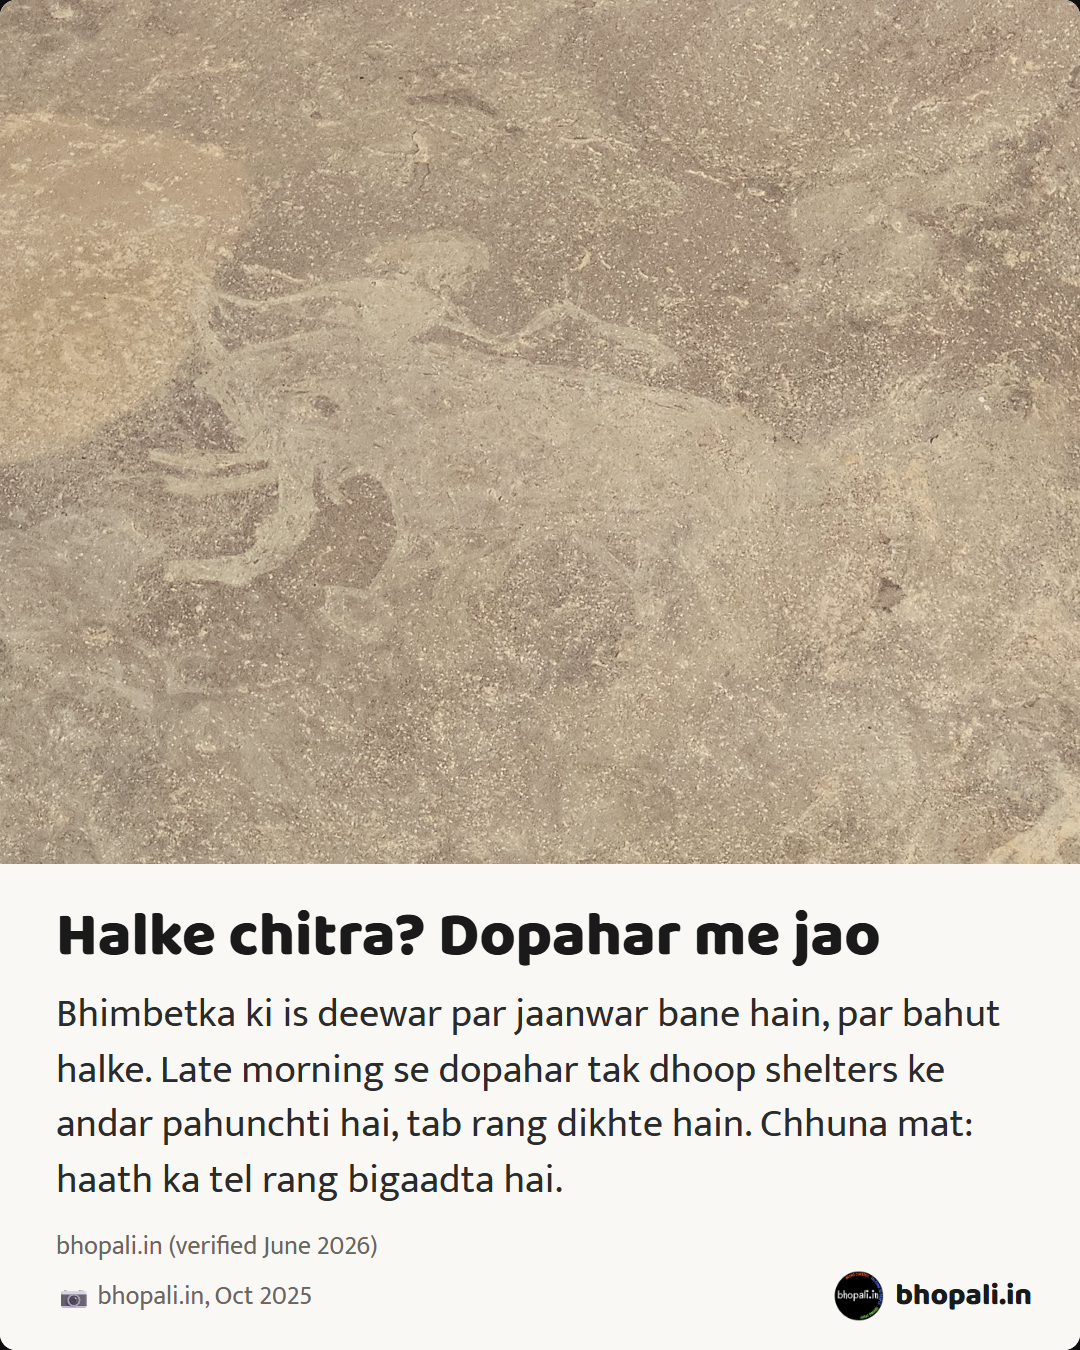 Halke chitra? Dopahar me jao
Bhimbetka ki is deewar par jaanwar bane hain, par bahut
halke. Late morning se dopahar tak dhoop shelters ke
andar pahunchti hai, tab rang dikhte hain. Chhuna mat:
haath ka tel rang bigaadta hai.
bhopali.in (verified June 2026)
bhopali.in, Oct 2025
bhopali.in
bhopali.in